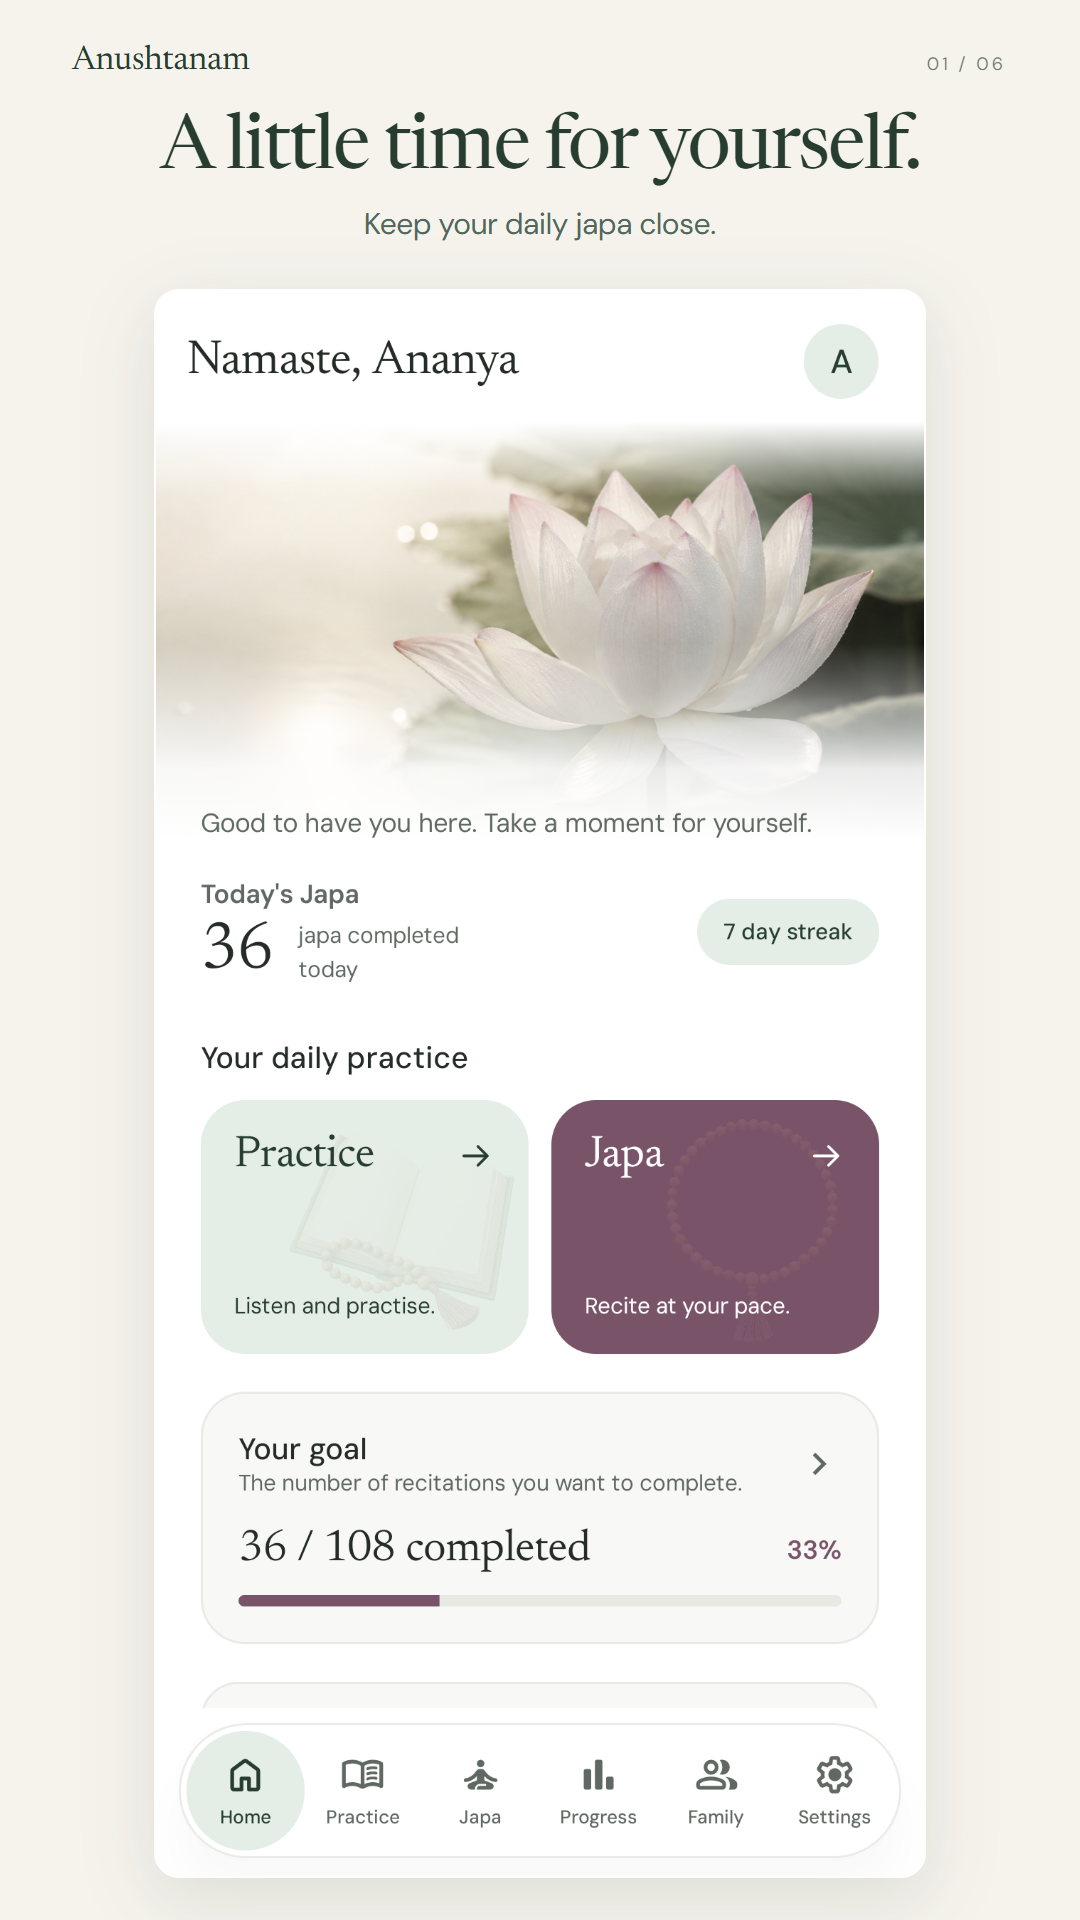 Anushtanam
01 / 06
A little time for yourself.
Keep your daily japa close.
Namaste, Ananya
A
Good to have you here. Take a moment for yourself.
Today's Japa
36
japa completed
today
7 day streak
Your daily practice
Practice
Listen and practise.
Japa
Recite at your pace.
Your goal
The number of recitations you want to complete.
36 / 108 completed
33%
Home
Practice
Japa
Progress
Family
Settings